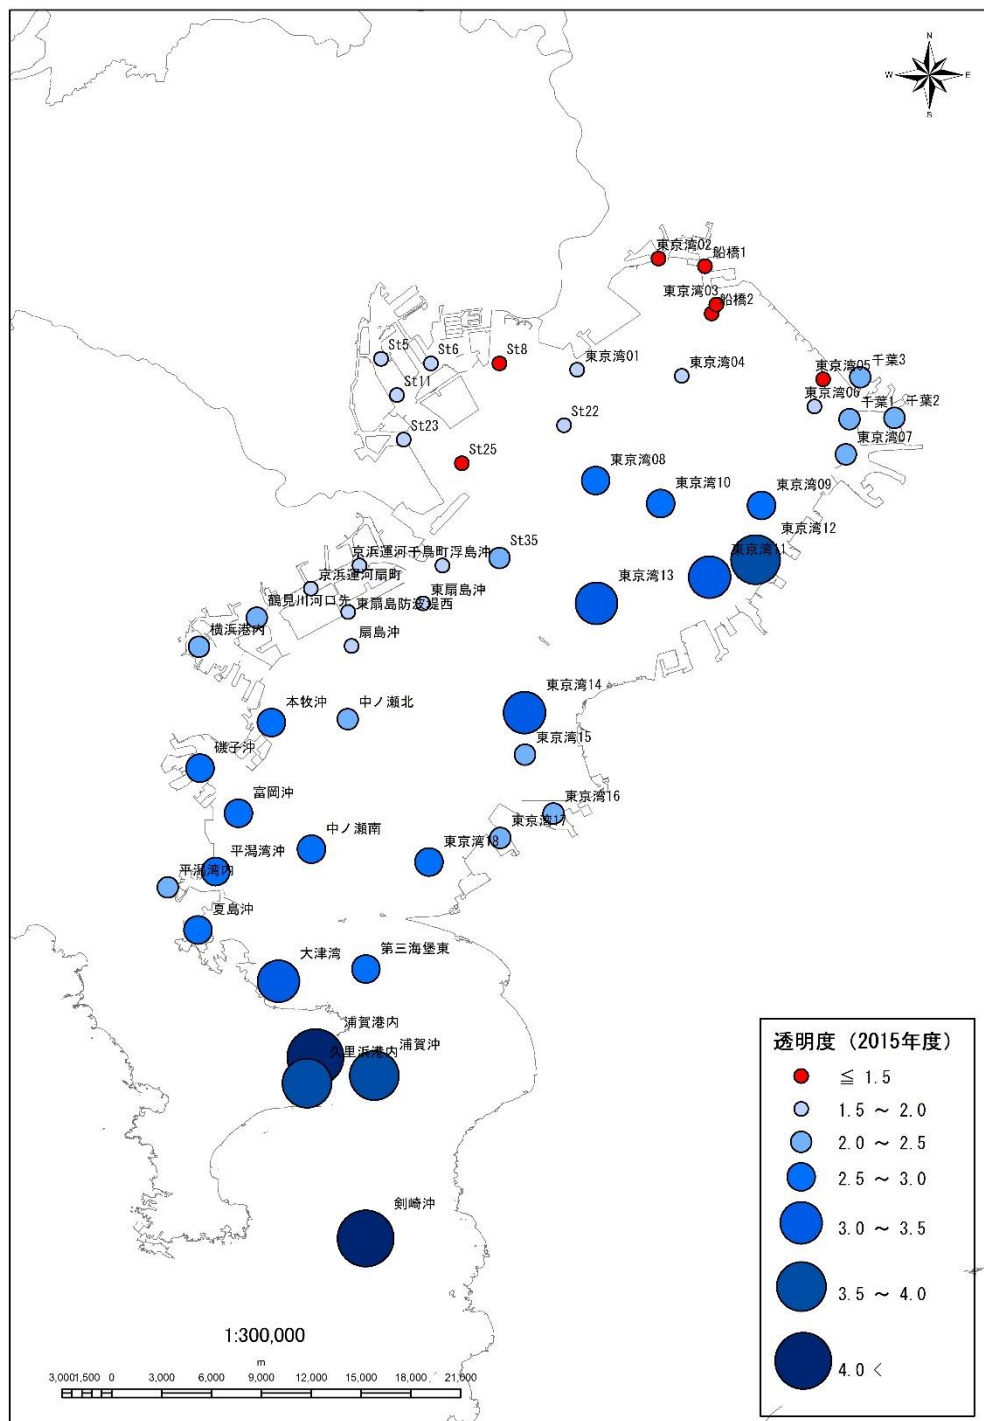 N
W
E
S
東京湾02
船橋1
東京湾03
船橋2
St5
St6
St8
東京湾01
東京湾04
東京湾05
千葉3
St11
東京湾06
千葉1
千葉2
St22
St23
東京湾07
St25
東京湾08
東京湾10
東京湾09
東京湾12
京浜運河千鳥町
浮島沖
St35
東京湾11
京浜運河扇町
東京湾13
鶴見川河口先
東扇島防波堤西
東扇島沖
横浜港内
扇島沖
東京湾14
本牧沖
中ノ瀬北
東京湾15
磯子沖
富岡沖
東京湾16
東京湾17
中ノ瀬南
平潟湾沖
東京湾18
平潟湾内
夏島沖
大津湾
第三海堡東
浦賀港内
久里浜港内
浦賀沖
剣崎沖
透明度（2015年度）
≦ 1.5
1.5 ～ 2.0
2.0 ～ 2.5
2.5 ～ 3.0
3.0 ～ 3.5
3.5 ～ 4.0
4.0 <
1:300,000
m
3,000 1,500 0 3,000 6,000 9,000 12,000 15,000 18,000 21,000